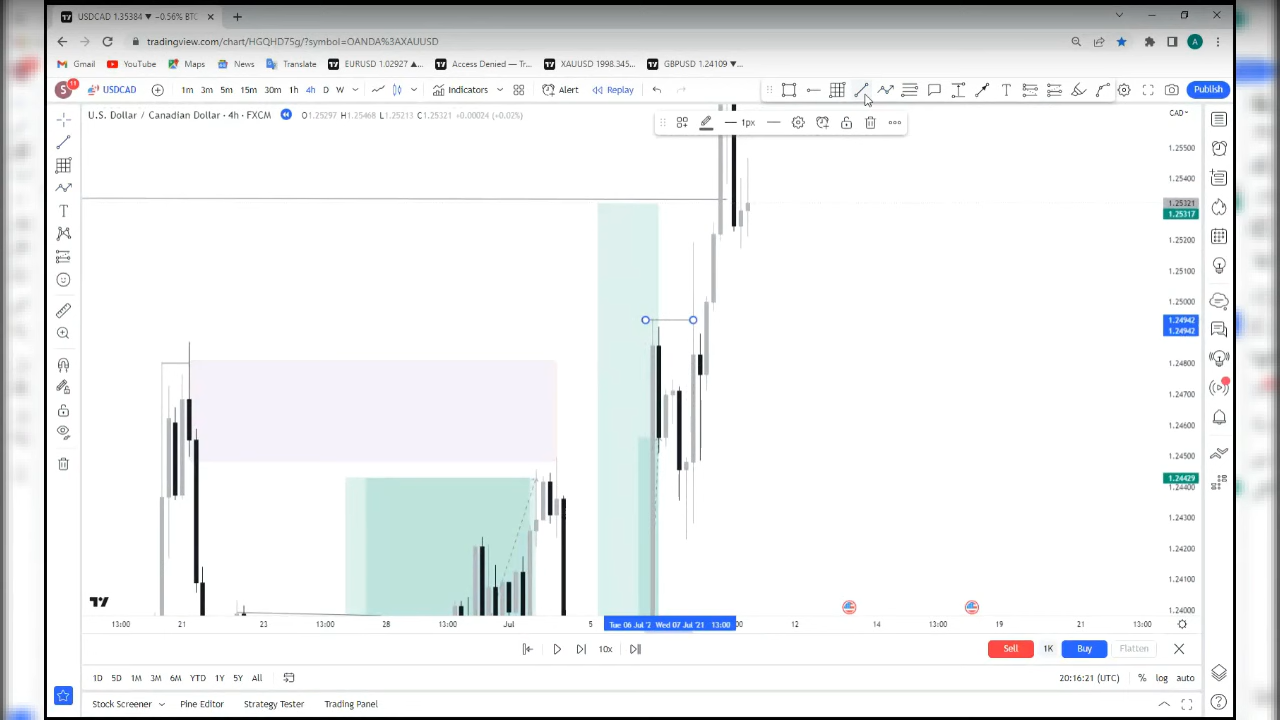 USDCAD 1.35384 ▼ −0.56% BTC
tradingview.com/chart/HGQHD7Sg/?symbol=OANDA%3AXAUUSD
A
Gmail
YouTube
Maps
News
Translate
EURUSD 1.02927 ▲...
Access Denied — Tr...
XAUUSD 1998.345...
GBPUSD 1.24109 ▼...
S
11
USDCAD
1m 3m 5m 15m 30m 1h 4h D W
Indicators
Alert
Replay
Publish
U.S. Dollar / Canadian Dollar · 4h · FXCM
O1.25297 H1.25468 L1.25213 C1.25321
1px
CAD
1.25500
1.25400
1.25321
1.25317
1.25200
1.25100
1.25000
1.24942
1.24942
1.24800
1.24700
1.24600
1.24500
1.24429
1.24400
1.24300
1.24200
1.24100
1.24000
13:00 21 23 13:00 28 13:00 Jul 5 Tue 06 Jul '2 Wed 07 Jul '21 13:00 12 14 13:00 19 21 13:00
10x
Sell 1K Buy Flatten
1D 5D 1M 3M 6M YTD 1Y 5Y All
20:16:21 (UTC) % log auto
Stock Screener Pine Editor Strategy Tester Trading Panel